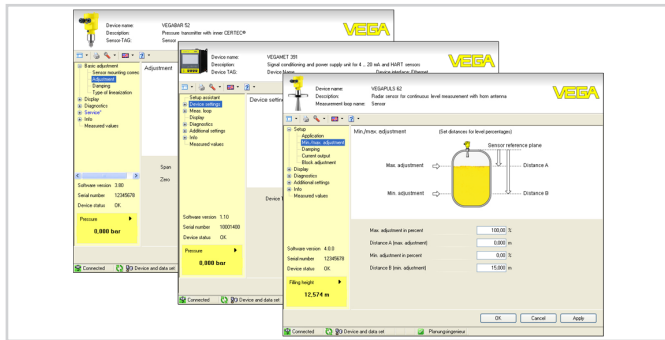 Device name: VEGABAR 52
Description: Pressure transmitter with inner CERTEC®
Sensor-TAG: Sensor
VEGA
Basic adjustment
Sensor mounting correc
Adjustment
Damping
Type of linearization
Display
Diagnostics
Service"
Info
Measured values
Adjustment
Span
Zero
Software version 3.80
Serial number 12345678
Device status OK
Pressure
0,000 bar
Connected Device and data set
Device name: VEGAMET 391
Description: Signal conditioning and power supply unit for 4 .. 20 mA and HART sensors
Device TAG: Device Name Device interface Ethernet
VEGA
Setup assistant
Device settings
Meas. loop
Display
Diagnostics
Additional settings
Info
Measured values
Device settin
Device T
Software version 1.10
Serial number 10001400
Device status OK
Pressure
0,000 bar
Connected Device and data set
Device name: VEGAPULS 62
Description: Radar sensor for continuous level measurement with horn antenna
Measurement loop name: Sensor
VEGA
Setup
Application
Min./max. adjustment
Damping
Current output
Block adjustment
Display
Diagnostics
Additional settings
Info
Measured values
Min./max. adjustment (Set distances for level percentages)
Sensor reference plane
Max. adjustment
Distance A
Min. adjustment
Distance B
Max. adjustment in percent 100,00 %
Distance A (max. adjustment) 0,000 m
Min. adjustment in percent 0,00 %
Distance B (min. adjustment) 15,000 m
Software version 4.0.0
Serial number 12345678
Device status OK
Filling height
12,574 m
OK Cancel Apply
Connected Device and data set Planungsingenieur